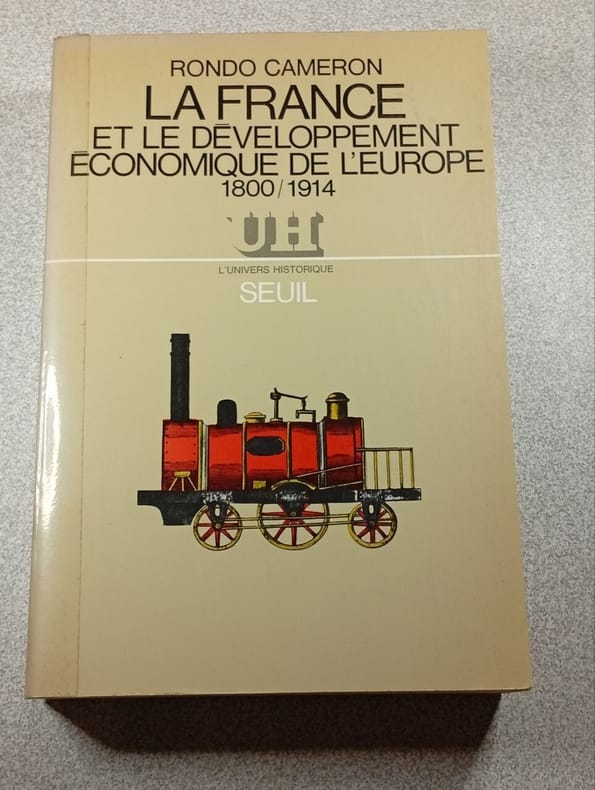 RONDO CAMERON
LA FRANCE
ET LE DÉVELOPPEMENT
ÉCONOMIQUE DE L'EUROPE
1800/1914
UH
L'UNIVERS HISTORIQUE
SEUIL